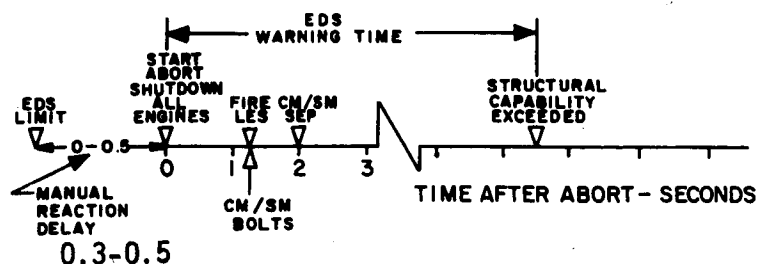 EDS
WARNING TIME
START
ABORT
SHUTDOWN
ALL
ENGINES
EDS
LIMIT
FIRE
LES
CM/SM
SEP
STRUCTURAL
CAPABILITY
EXCEEDED
0-0.5
0 1 2 3
MANUAL
REACTION
DELAY
0.3-0.5
CM/SM
BOLTS
TIME AFTER ABORT - SECONDS